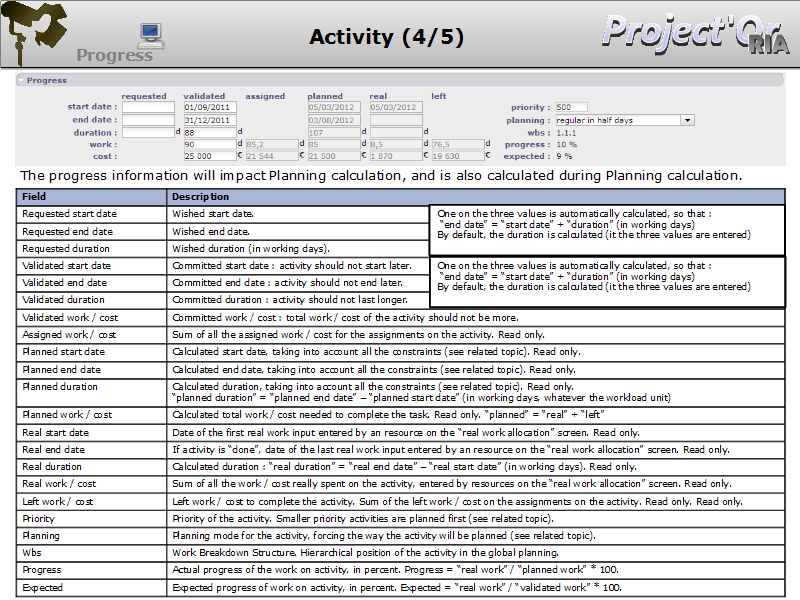 Progress
Activity (4/5)
Project'Or
RIA
Progress
requested validated assigned planned real left
start date : 01/09/2011 05/03/2012 05/03/2012 priority : 500
end date : 31/12/2011 03/08/2012 planning : regular in half days
duration : d 88 d 107 d d wbs : 1.1.1
work : 90 d 85,2 d 85 d 8,5 d 76,5 d progress : 10 %
cost : 25 000 € 21 544 € 21 500 € 1 870 € 19 630 € expected : 9 %
The progress information will impact Planning calculation, and is also calculated during Planning calculation.
Field Description
Requested start date Wished start date.
Requested end date Wished end date.
Requested duration Wished duration (in working days).
One on the three values is automatically calculated, so that :
“end date” = “start date” + “duration” (in working days)
By default, the duration is calculated (it the three values are entered)
Validated start date Committed start date : activity should not start later.
Validated end date Committed end date : activity should not end later.
Validated duration Committed duration : activity should not last longer.
One on the three values is automatically calculated, so that :
“end date” = “start date” + “duration” (in working days)
By default, the duration is calculated (it the three values are entered)
Validated work / cost Committed work / cost : total work / cost of the activity should not be more.
Assigned work / cost Sum of all the assigned work / cost for the assignments on the activity. Read only.
Planned start date Calculated start date, taking into account all the constraints (see related topic). Read only.
Planned end date Calculated end date, taking into account all the constraints (see related topic). Read only.
Planned duration Calculated duration, taking into account all the constraints (see related topic). Read only.
“planned duration” = “planned end date” – “planned start date” (in working days, whatever the workload unit)
Planned work / cost Calculated total work / cost needed to complete the task. Read only. “planned” = “real” + “left”
Real start date Date of the first real work input entered by an resource on the “real work allocation” screen. Read only.
Real end date If activity is “done”, date of the last real work input entered by an resource on the “real work allocation” screen. Read only.
Real duration Calculated duration : “real duration” = “real end date” – “real start date” (in working days). Read only.
Real work / cost Sum of all the work / cost really spent on the activity, entered by resources on the “real work allocation” screen. Read only.
Left work / cost Left work / cost to complete the activity. Sum of the left work / cost on the assignments on the activity. Read only. Read only.
Priority Priority of the activity. Smaller priority activities are planned first (see related topic).
Planning Planning mode for the activity, forcing the way the activity will be planned (see related topic).
Wbs Work Breakdown Structure. Hierarchical position of the activity in the global planning.
Progress Actual progress of the work on activity, in percent. Progress = “real work” / “planned work” * 100.
Expected Expected progress of work on activity, in percent. Expected = “real work” / “validated work” * 100.